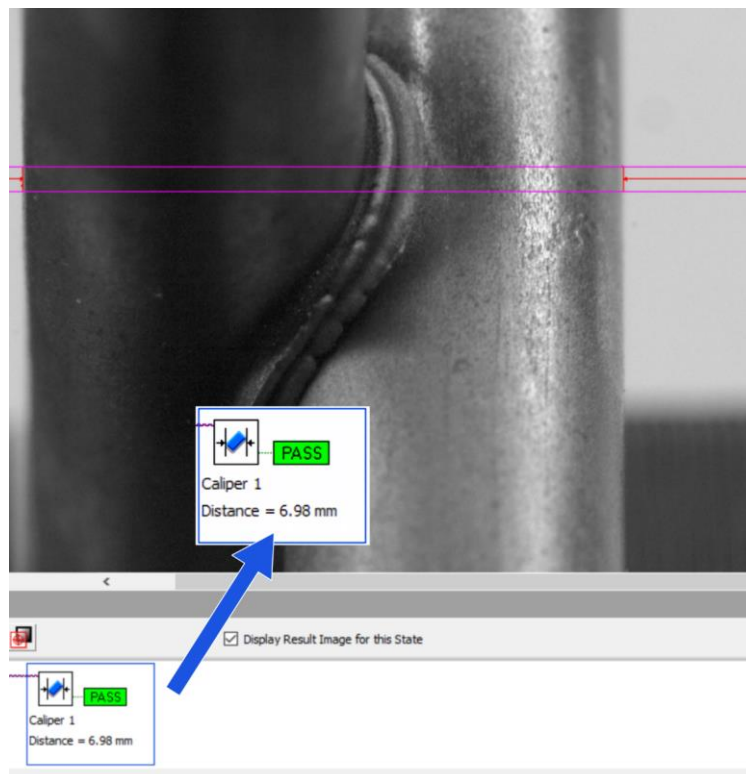 PASS
Caliper 1
Distance = 6.98 mm
<
Display Result Image for this State
PASS
Caliper 1
Distance = 6.98 mm